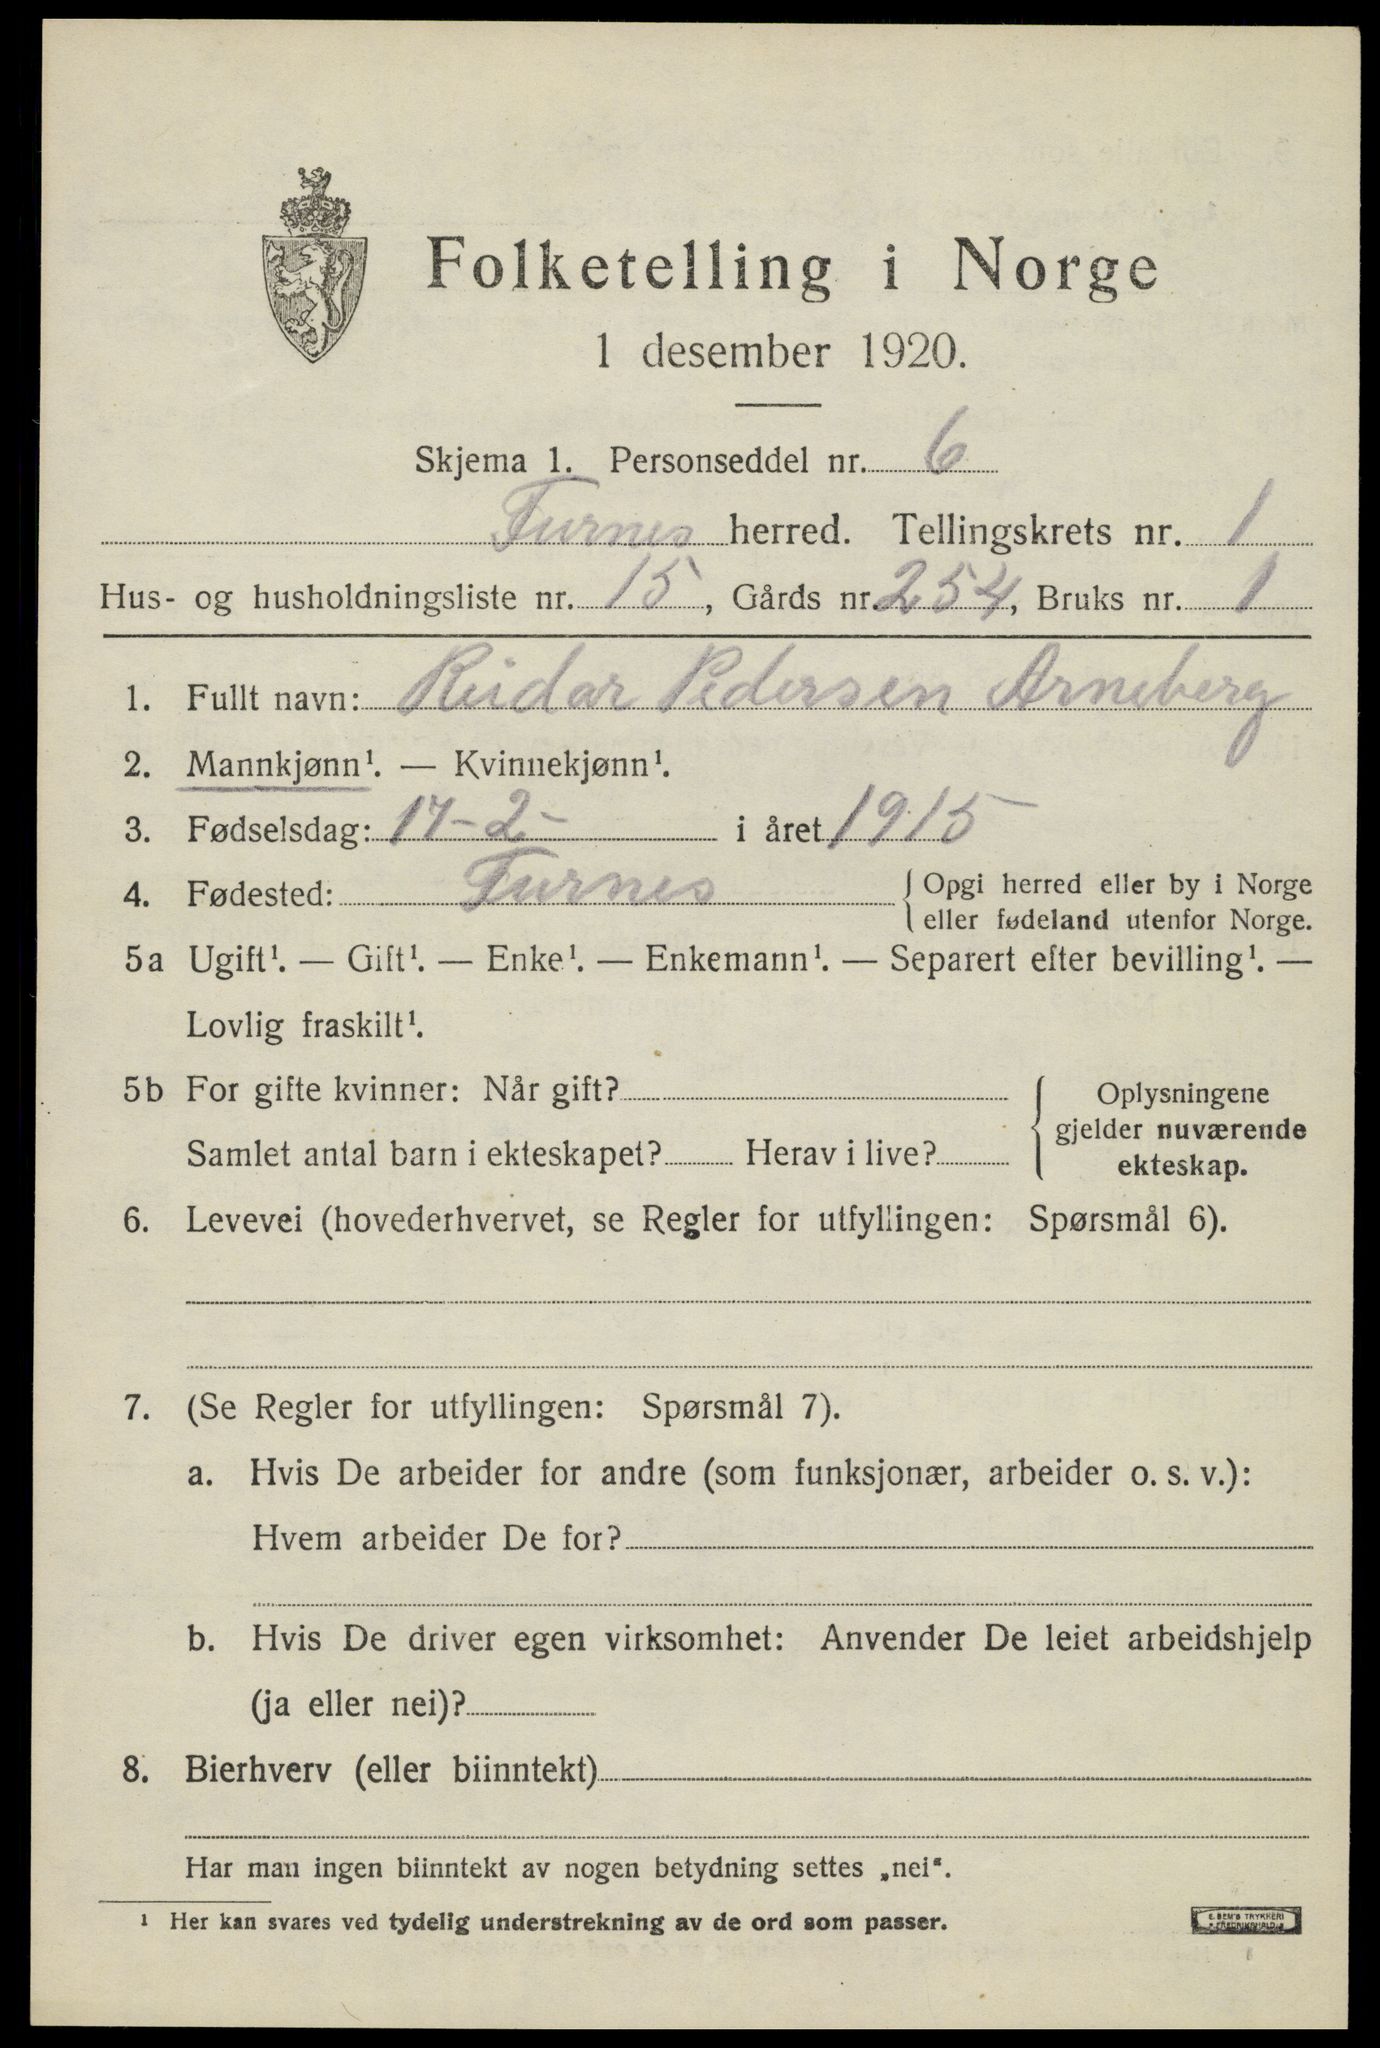 Folketelling i Norge
1 desember 1920.
Skjema 1. Personseddel nr. 6
Furnes herred. Tellingskrets nr. 1
Hus- og husholdningsliste nr. 15, Gårds nr. 254, Bruks nr. 1
1. Fullt navn: Reidar Pedersen Arneberg
2. Mannkjønn¹. — Kvinnekjønn¹.
3. Fødselsdag: 17-2- i året 1915
4. Fødested: Furnes { Opgi herred eller by i Norge
eller fødeland utenfor Norge.
5a Ugift¹. — Gift¹. — Enke¹. — Enkemann¹. — Separert efter bevilling¹. —
Lovlig fraskilt¹.
5b For gifte kvinner: Når gift?
Samlet antal barn i ekteskapet? Herav i live?
{ Oplysningene
gjelder nuværende
ekteskap.
6. Levevei (hovederhvervet, se Regler for utfyllingen: Spørsmål 6).
7. (Se Regler for utfyllingen: Spørsmål 7).
a. Hvis De arbeider for andre (som funksjonær, arbeider o. s. v.):
Hvem arbeider De for?
b. Hvis De driver egen virksomhet: Anvender De leiet arbeidshjelp
(ja eller nei)?
8. Bierhverv (eller biinntekt)
Har man ingen biinntekt av nogen betydning settes „nei“.
¹ Her kan svares ved tydelig understrekning av de ord som passer.
E. SEM'S TRYKKERI
FREDRIKSHALD